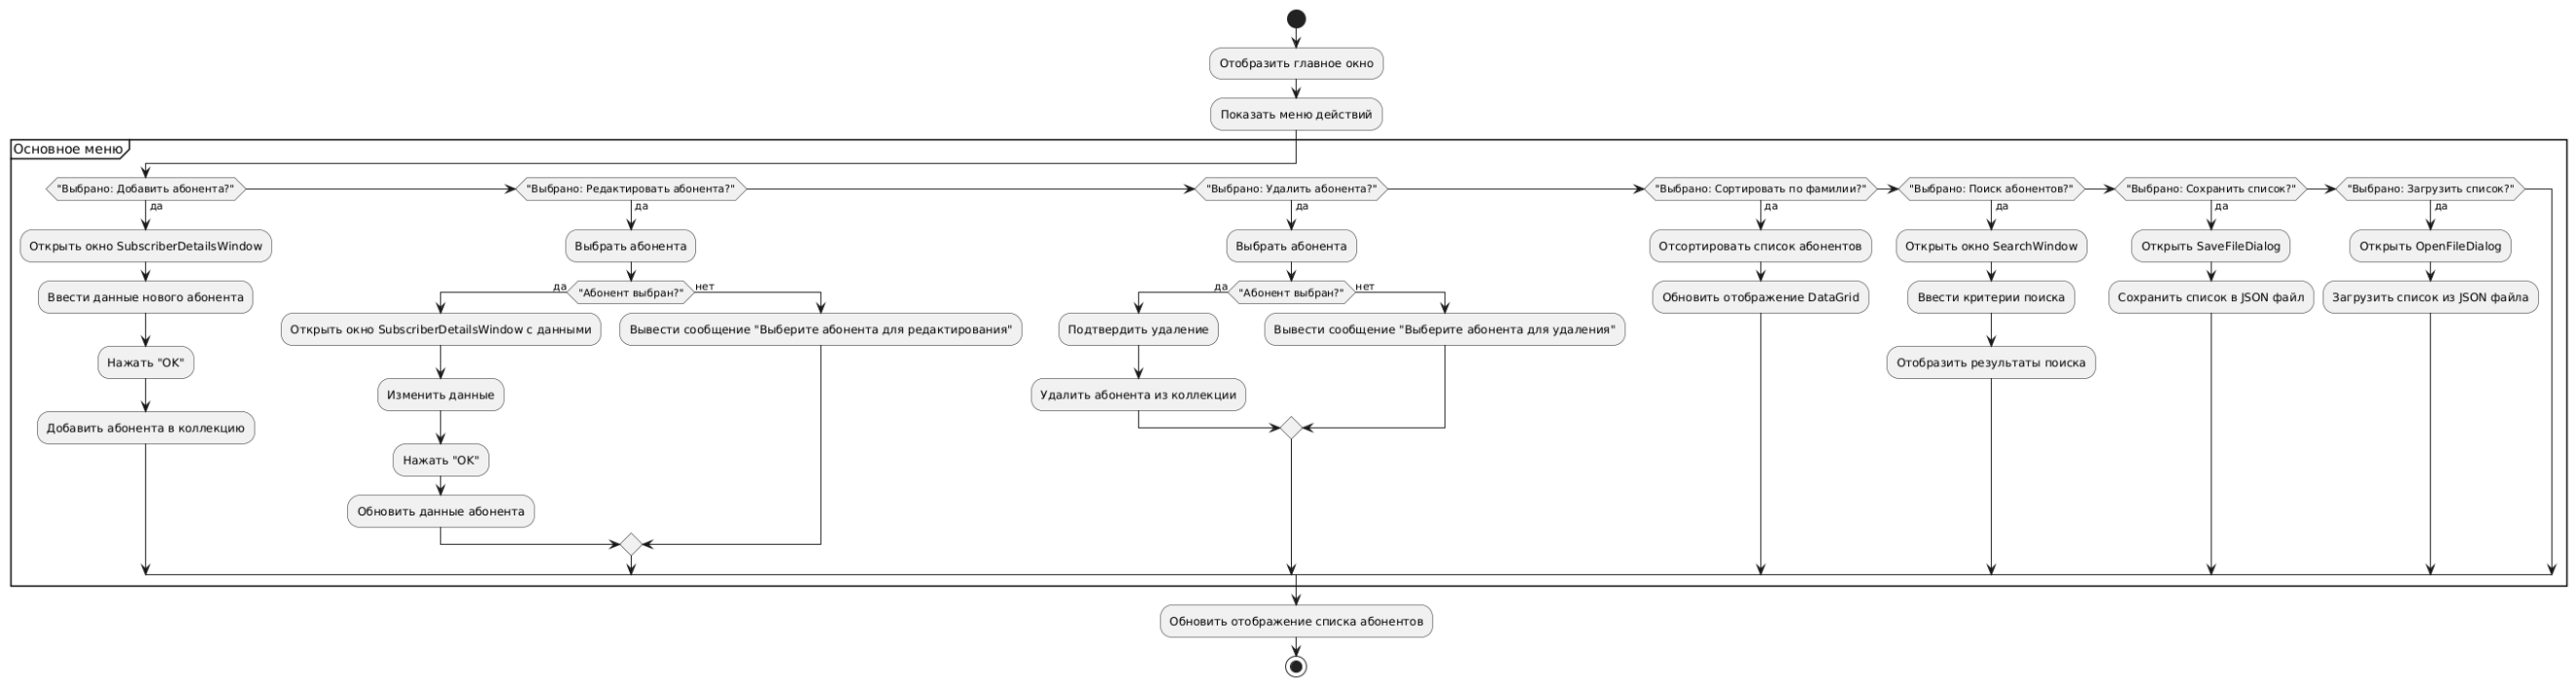 Отобразить главное окно
Показать меню действий
Основное меню
"Выбрано: Добавить абонента?"
да
Открыть окно SubscriberDetailsWindow
Ввести данные нового абонента
Нажать "ОК"
Добавить абонента в коллекцию
"Выбрано: Редактировать абонента?"
да
Выбрать абонента
"Абонент выбран?"
да
нет
Открыть окно SubscriberDetailsWindow с данными
Изменить данные
Нажать "ОК"
Обновить данные абонента
Вывести сообщение "Выберите абонента для редактирования"
"Выбрано: Удалить абонента?"
да
Выбрать абонента
"Абонент выбран?"
да
нет
Подтвердить удаление
Удалить абонента из коллекции
Вывести сообщение "Выберите абонента для удаления"
"Выбрано: Сортировать по фамилии?"
да
Отсортировать список абонентов
Обновить отображение DataGrid
"Выбрано: Поиск абонентов?"
да
Открыть окно SearchWindow
Ввести критерии поиска
Отобразить результаты поиска
"Выбрано: Сохранить список?"
да
Открыть SaveFileDialog
Сохранить список в JSON файл
"Выбрано: Загрузить список?"
да
Открыть OpenFileDialog
Загрузить список из JSON файла
Обновить отображение списка абонентов